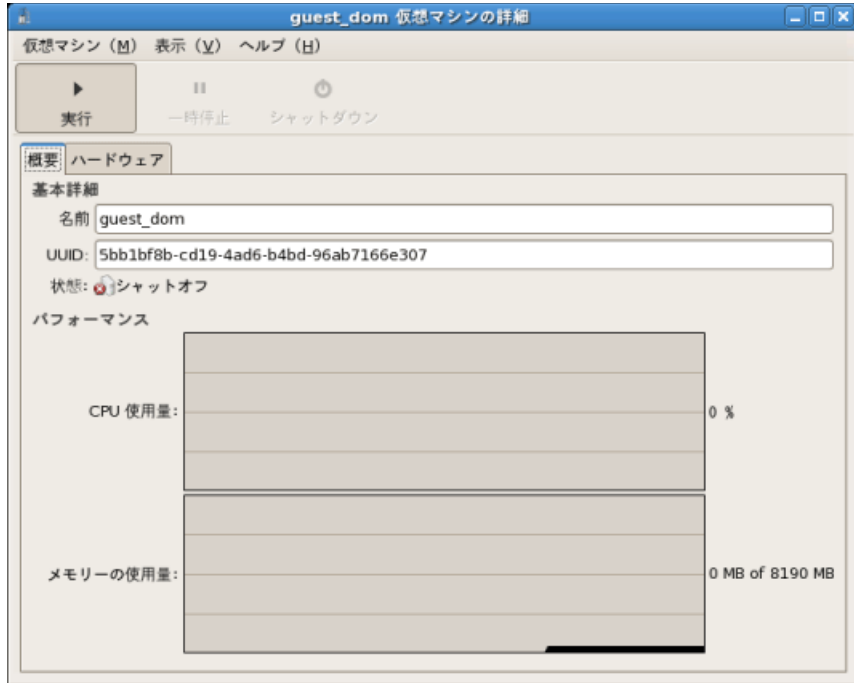 guest_dom 仮想マシンの詳細
仮想マシン（M） 表示（V） ヘルプ（H）
実行 一時停止 シャットダウン
概要 ハードウェア
基本詳細
名前 guest_dom
UUID: 5bb1bf8b-cd19-4ad6-b4bd-96ab7166e307
状態: シャットオフ
パフォーマンス
CPU 使用量: 0 %
メモリーの使用量: 0 MB of 8190 MB